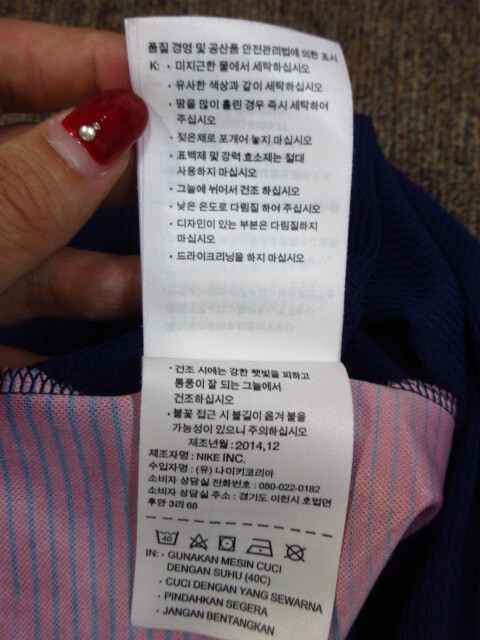 품질 경영 및 공산품 안전관리법에 의한 표시
K: • 미지근한 물에서 세탁하십시오
• 유사한 색상과 같이 세탁하십시오
• 땀을 많이 흘린 경우 즉시 세탁하여
주십시오
• 젖은채로 포개어 놓지 마십시오
• 표백제 및 강력 효소제는 절대
사용하지 마십시오
• 그늘에 뉘어서 건조 하십시오
• 낮은 온도로 다림질 하여 주십시오
• 디자인이 있는 부분은 다림질하지
마십시오
• 드라이크리닝을 하지 마십시오
• 건조 시에는 강한 햇빛을 피하고
통풍이 잘 되는 그늘에서
건조하십시오
• 불꽃 접근 시 불길이 옮겨 붙을
가능성이 있으니 주의하십시오
제조년월 : 2014,12
제조자명 : NIKE INC.
수입자명 : (유) 나이키코리아
소비자 상담실 전화번호 : 080-022-0182
소비자 상담실 주소 : 경기도 이천시 호법면
후안 3리 68
40
IN: • GUNAKAN MESIN CUCI
DENGAN SUHU (40C)
• CUCI DENGAN YANG SEWARNA
• PINDAHKAN SEGERA
• JANGAN BENTANGKAN